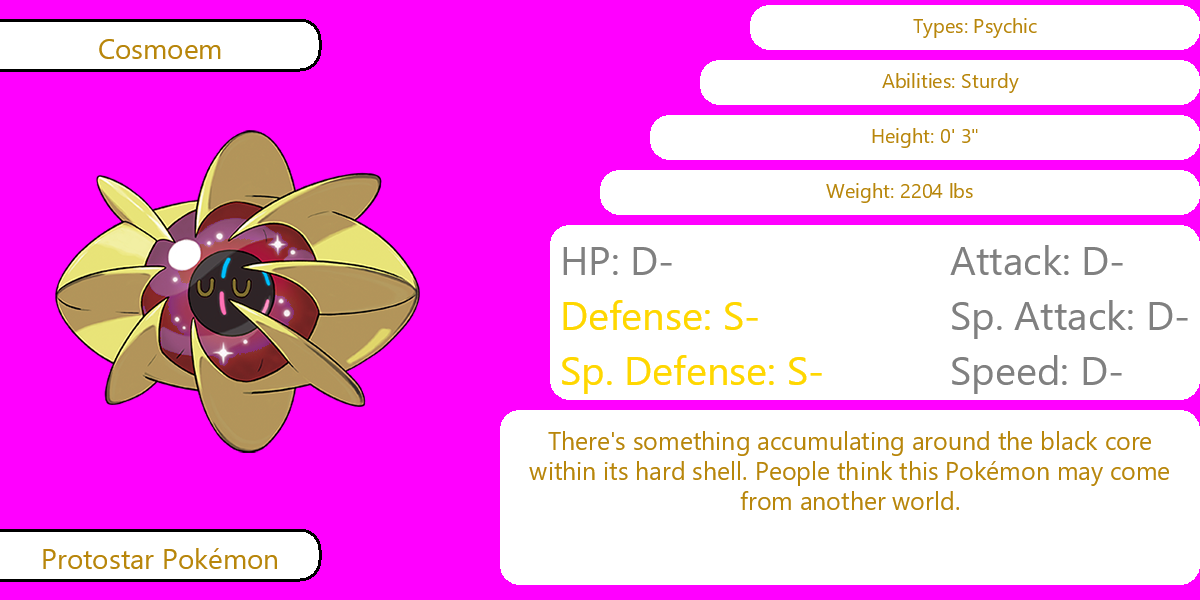 Cosmoem
Types: Psychic
Abilities: Sturdy
Height: 0' 3"
Weight: 2204 lbs
HP: D-
Attack: D-
Defense: S-
Sp. Attack: D-
Sp. Defense: S-
Speed: D-
There's something accumulating around the black core
within its hard shell. People think this Pokémon may come
from another world.
Protostar Pokémon